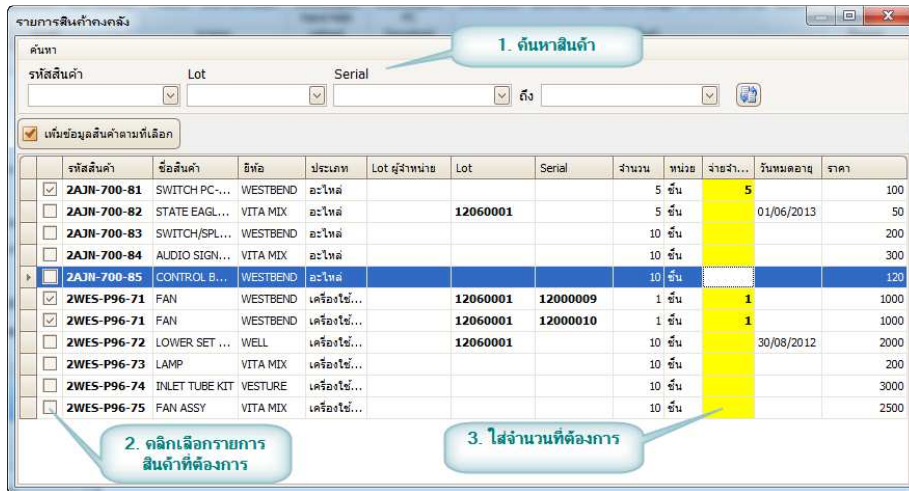 รายการสินค้าคงคลัง
1. ค้นหาสินค้า
ค้นหา
รหัสสินค้า Lot Serial
ถึง
เพิ่มข้อมูลสินค้าตามที่เลือก
รหัสสินค้า ชื่อสินค้า ยี่ห้อ ประเภท Lot ผู้จำหน่าย Lot Serial จำนวน หน่วย จ่ายจำ... วันหมดอายุ ราคา
2AJN-700-81 SWITCH PC-... WESTBEND อะไหล่ 5 ชิ้น 5 100
2AJN-700-82 STATE EAGL... VITA MIX อะไหล่ 12060001 5 ชิ้น 01/06/2013 50
2AJN-700-83 SWITCH/SPL... WESTBEND อะไหล่ 10 ชิ้น 200
2AJN-700-84 AUDIO SIGN... VITA MIX อะไหล่ 10 ชิ้น 300
2AJN-700-85 CONTROL B... WESTBEND อะไหล่ 10 ชิ้น 120
2WES-P96-71 FAN WESTBEND เครื่องใช้... 12060001 12000009 1 ชิ้น 1 1000
2WES-P96-71 FAN WESTBEND เครื่องใช้... 12060001 12000010 1 ชิ้น 1 1000
2WES-P96-72 LOWER SET ... WELL เครื่องใช้... 12060001 10 ชิ้น 30/08/2012 2000
2WES-P96-73 LAMP VITA MIX เครื่องใช้... 10 ชิ้น 200
2WES-P96-74 INLET TUBE KIT VESTURE เครื่องใช้... 10 ชิ้น 3000
2WES-P96-75 FAN ASSY VITA MIX เครื่องใช้... 10 ชิ้น 2500
2. คลิกเลือกรายการ
สินค้าที่ต้องการ
3. ใส่จำนวนที่ต้องการ